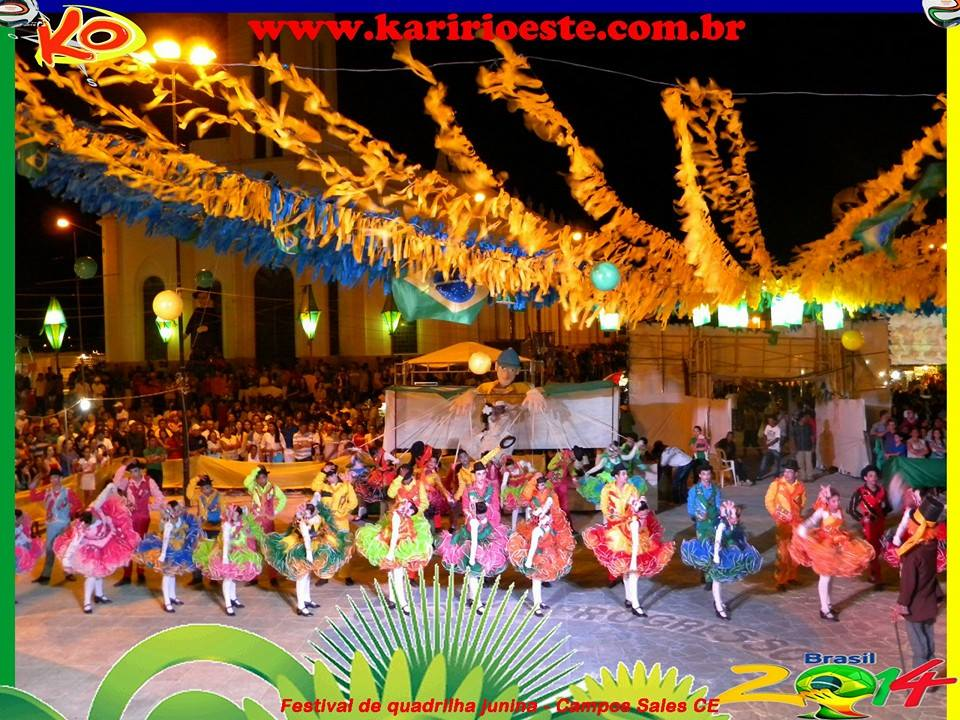 KO
www.karirioeste.com.br
Brasil
2014
Festival de quadrilha junina - Campos Sales CE